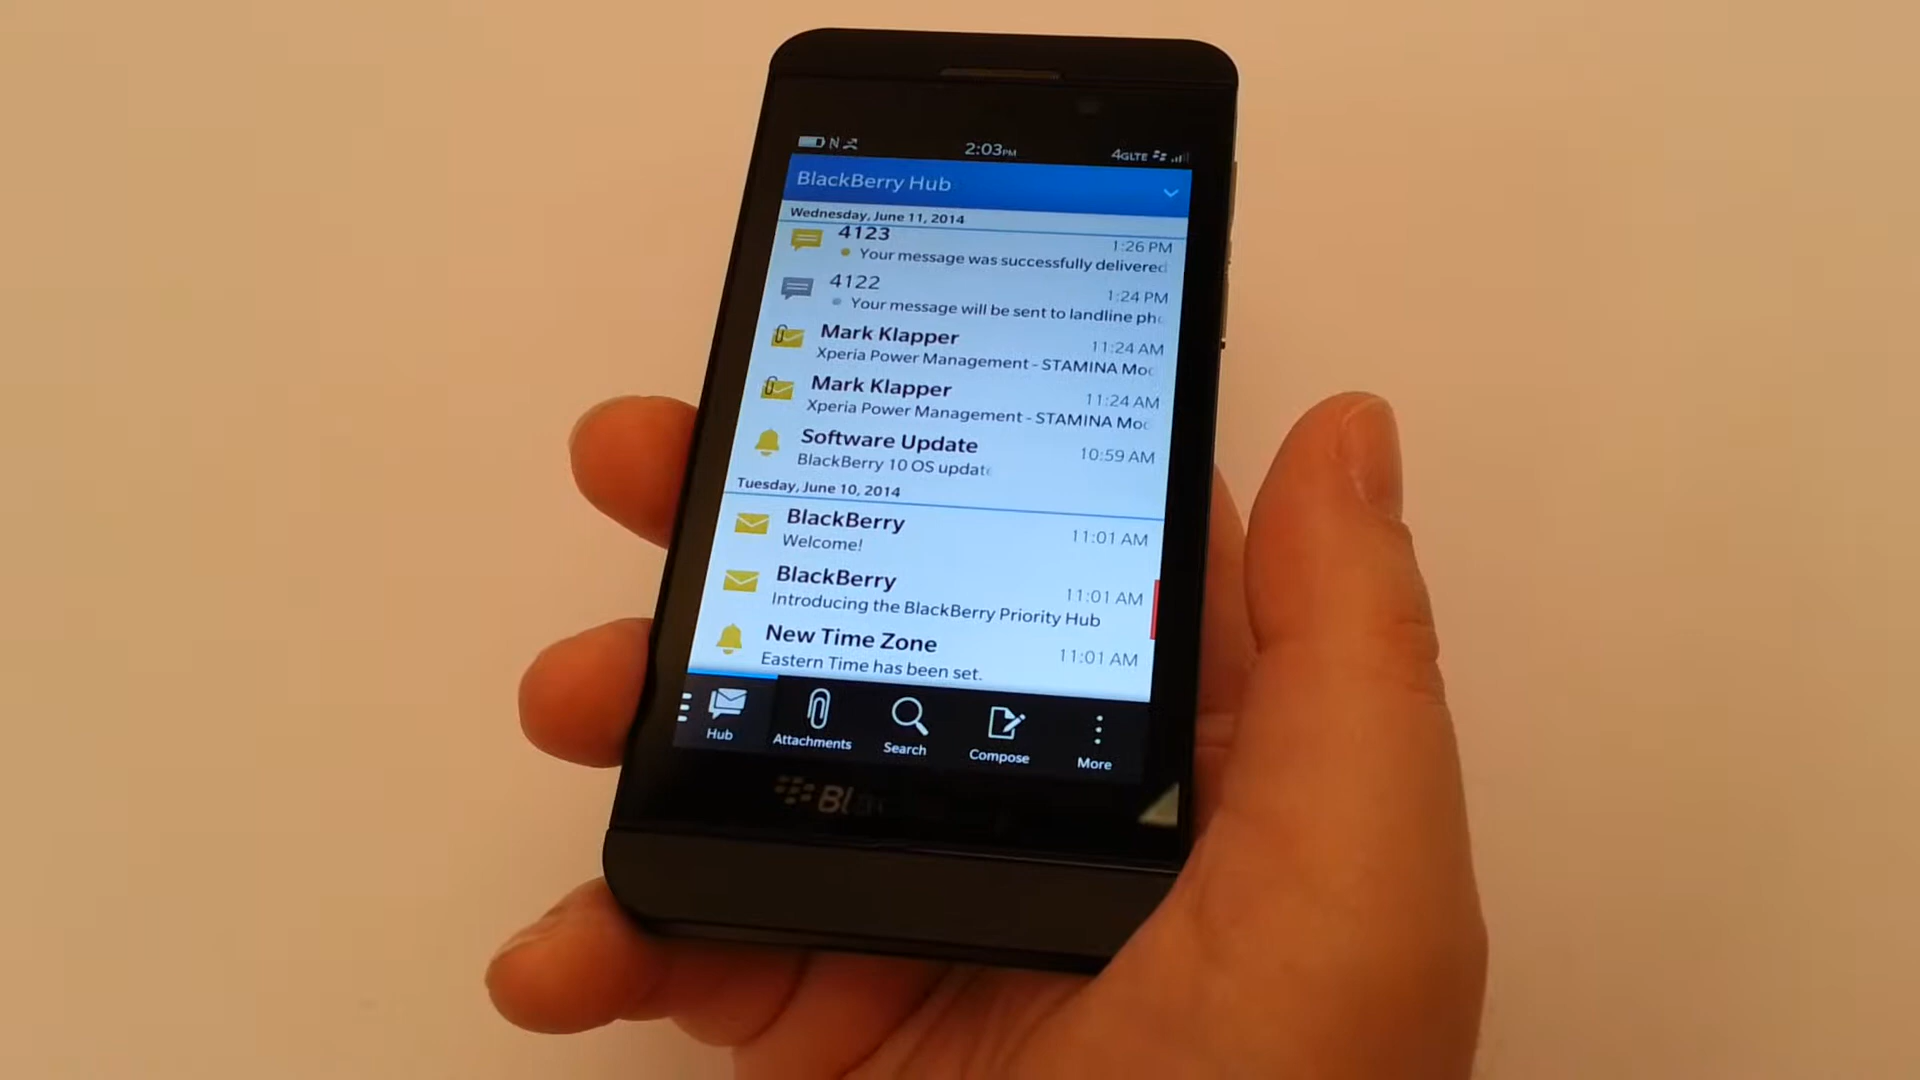 2:03PM 4GLTE
BlackBerry Hub
Wednesday, June 11, 2014
4123 1:26 PM
Your message was successfully delivered
4122 1:24 PM
Your message will be sent to landline ph
Mark Klapper 11:24 AM
Xperia Power Management - STAMINA Mo
Mark Klapper 11:24 AM
Xperia Power Management - STAMINA Mo
Software Update 10:59 AM
BlackBerry 10 OS updat
Tuesday, June 10, 2014
BlackBerry 11:01 AM
Welcome!
BlackBerry 11:01 AM
Introducing the BlackBerry Priority Hub
New Time Zone 11:01 AM
Eastern Time has been set.
Hub Attachments Search Compose More
Bl